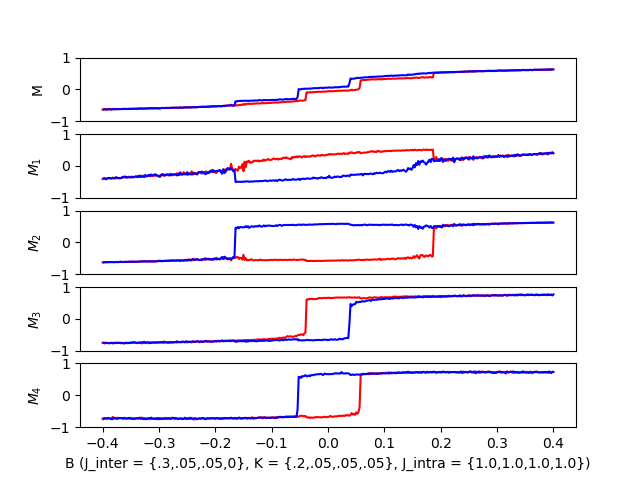 1
0
−1
M
1
0
−1
M1
1
0
−1
M2
1
0
−1
M3
1
0
−1
M4
−0.4 −0.3 −0.2 −0.1 0.0 0.1 0.2 0.3 0.4
B (J_inter = {.3,.05,.05,0}, K = {.2,.05,.05,.05}, J_intra = {1.0,1.0,1.0,1.0})